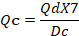 Qc = QdX7
Dc